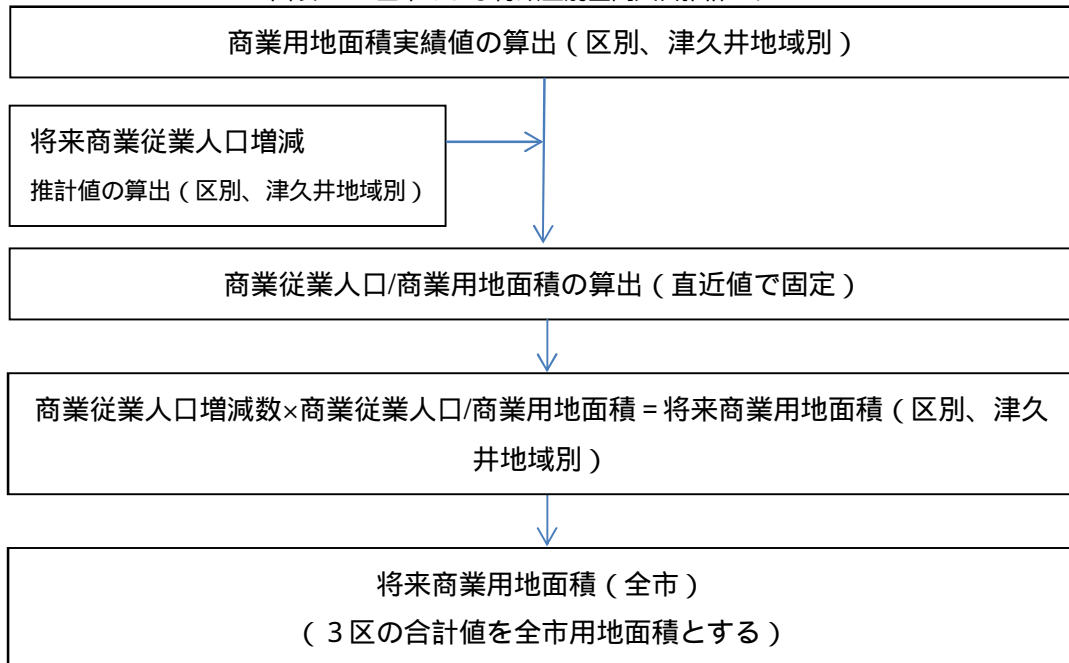 商業用地面積実績値の算出（区別、津久井地域別）
将来商業従業人口増減
推計値の算出（区別、津久井地域別）
商業従業人口/商業用地面積の算出（直近値で固定）
商業従業人口増減数×商業従業人口/商業用地面積＝将来商業用地面積（区別、津久
井地域別）
将来商業用地面積（全市）
（３区の合計値を全市用地面積とする）